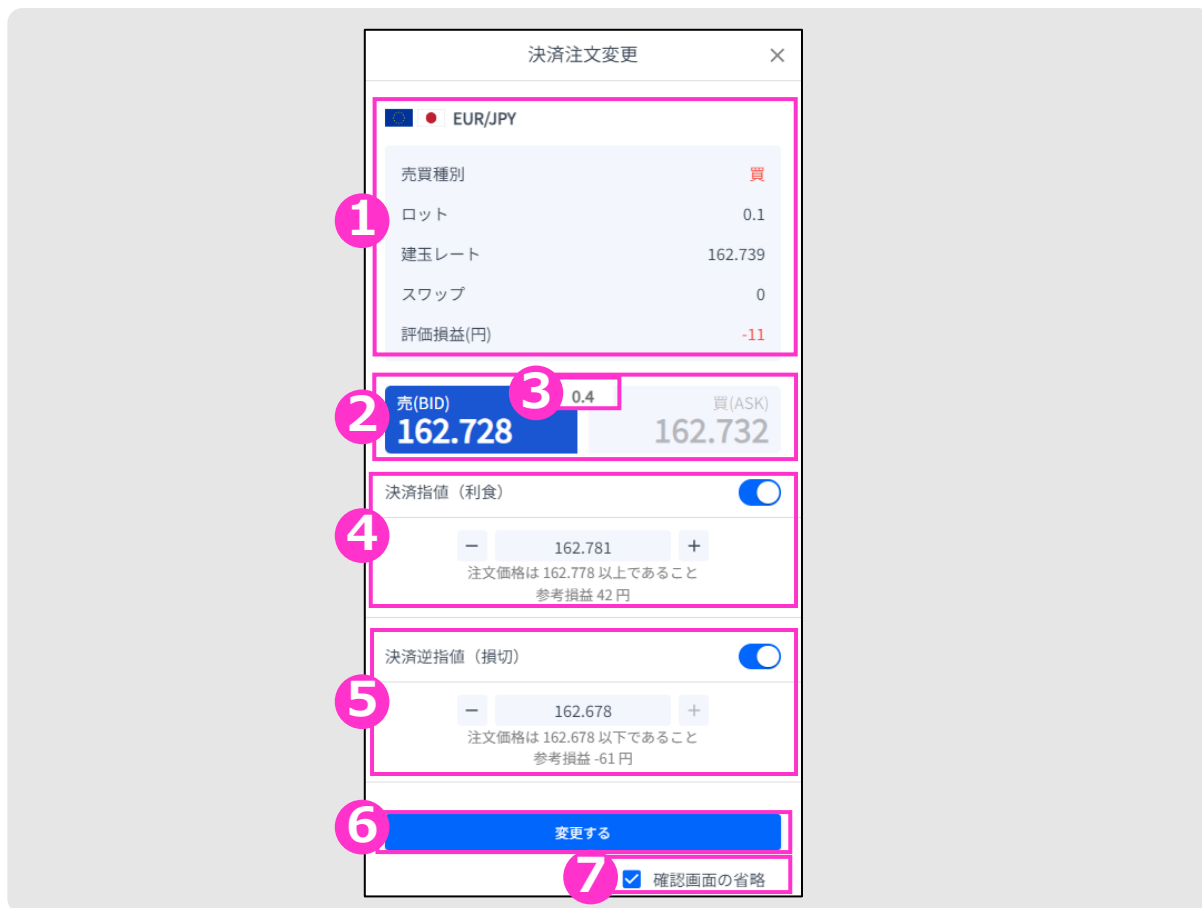 決済注文変更 ×
EUR/JPY
1
売買種別 買
ロット 0.1
建玉レート 162.739
スワップ 0
評価損益(円) -11
2
3
売(BID) 0.4 買(ASK)
162.728 162.732
4
決済指値（利食）
− 162.781 +
注文価格は 162.778 以上であること
参考損益 42 円
5
決済逆指値（損切）
− 162.678 +
注文価格は 162.678 以下であること
参考損益 -61 円
6
変更する
7
確認画面の省略